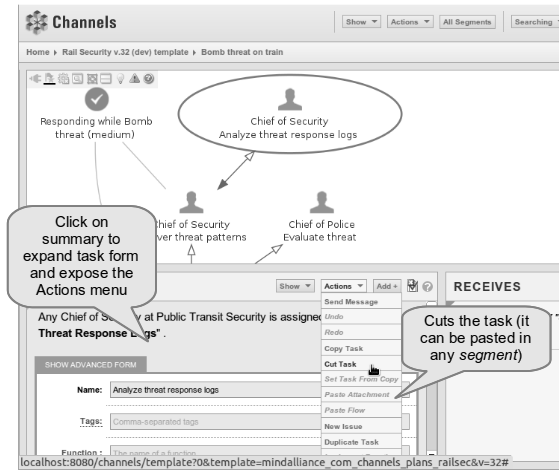 Channels
Show Actions All Segments Searching
Home Rail Security v.32 (dev) template Bomb threat on train
Responding while Bomb
threat (medium)
Chief of Security
Analyze threat response logs
Chief of Security
ver threat patterns
Chief of Police
Evaluate threat
Click on
summary to
expand task form
and expose the
Actions menu
Show Actions Add +
RECEIVES
Any Chief of at Public Transit Security is assigned
Threat Response Logs" .
Send Message
Undo
Redo
Copy Task
Cut Task
Set Task From Copy
Paste Attachment
Paste Flow
New Issue
Duplicate Task
Cuts the task (it
can be pasted in
any segment)
SHOW ADVANCED FORM
Name: Analyze threat response logs
Tags: Comma-separated tags
Function : The name of a function
localhost:8080/channels/template?0&template=mindalliance_com_channels_plans_railsec&v=32#